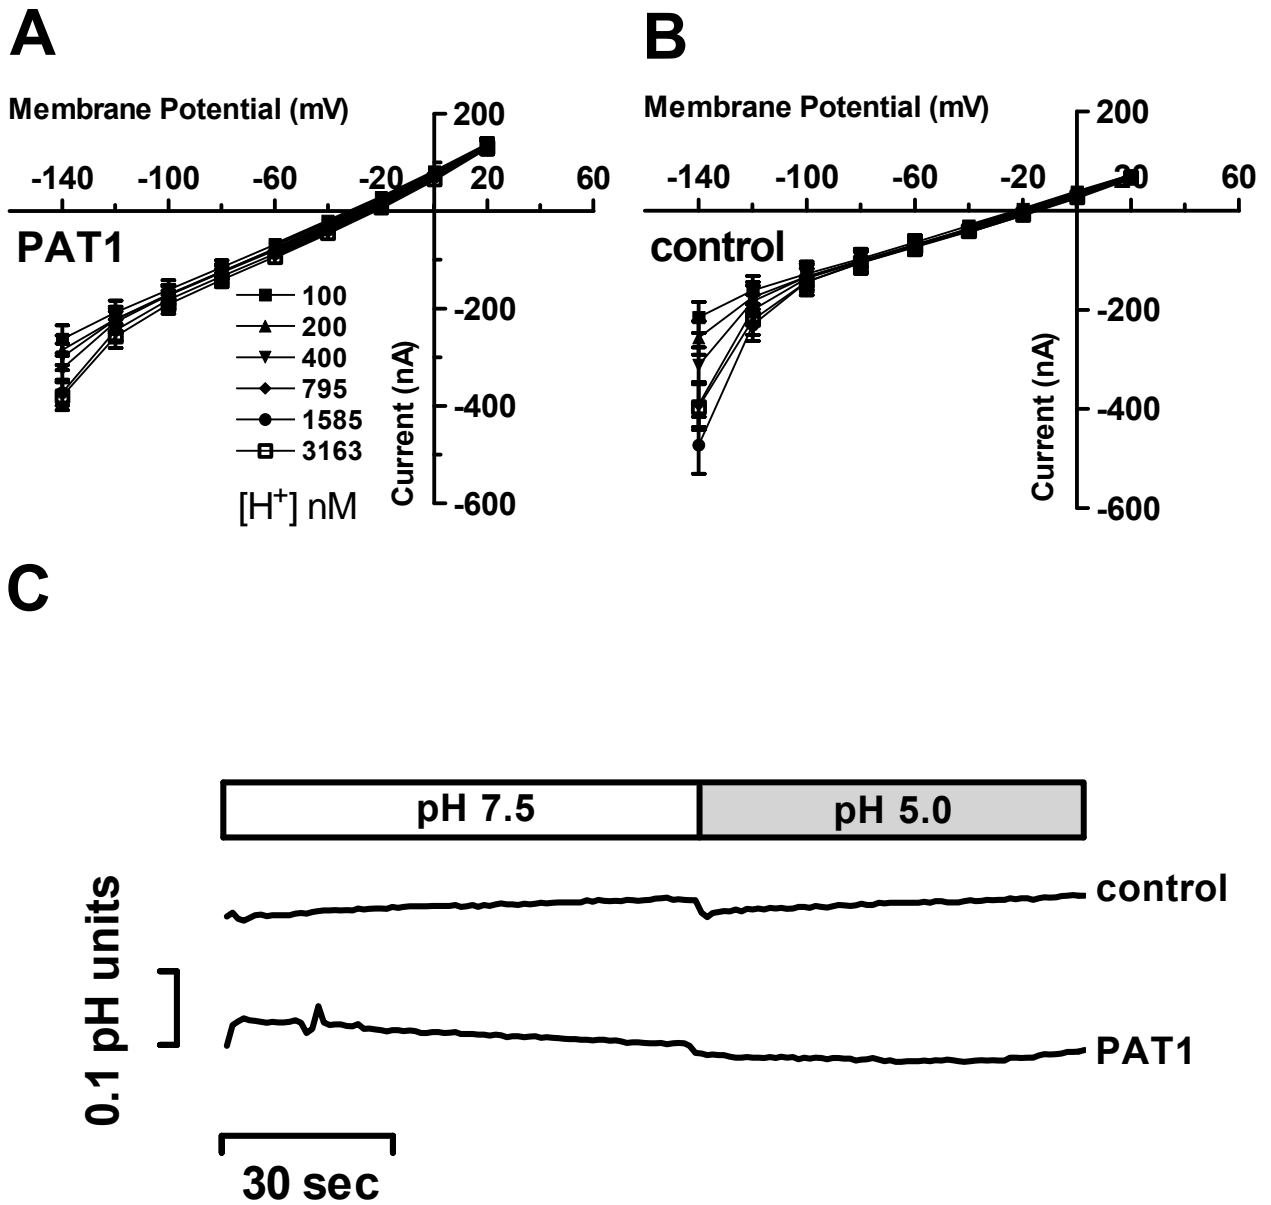 A
B
Membrane Potential (mV)
200
-140 -100 -60 -20 20 60
PAT1
100
200
400
795
1585
3163
[H+] nM
-200
-400
-600
Current (nA)
Membrane Potential (mV)
200
-140 -100 -60 -20 20 60
control
-200
-400
-600
Current (nA)
C
pH 7.5
pH 5.0
control
0.1 pH units
PAT1
30 sec